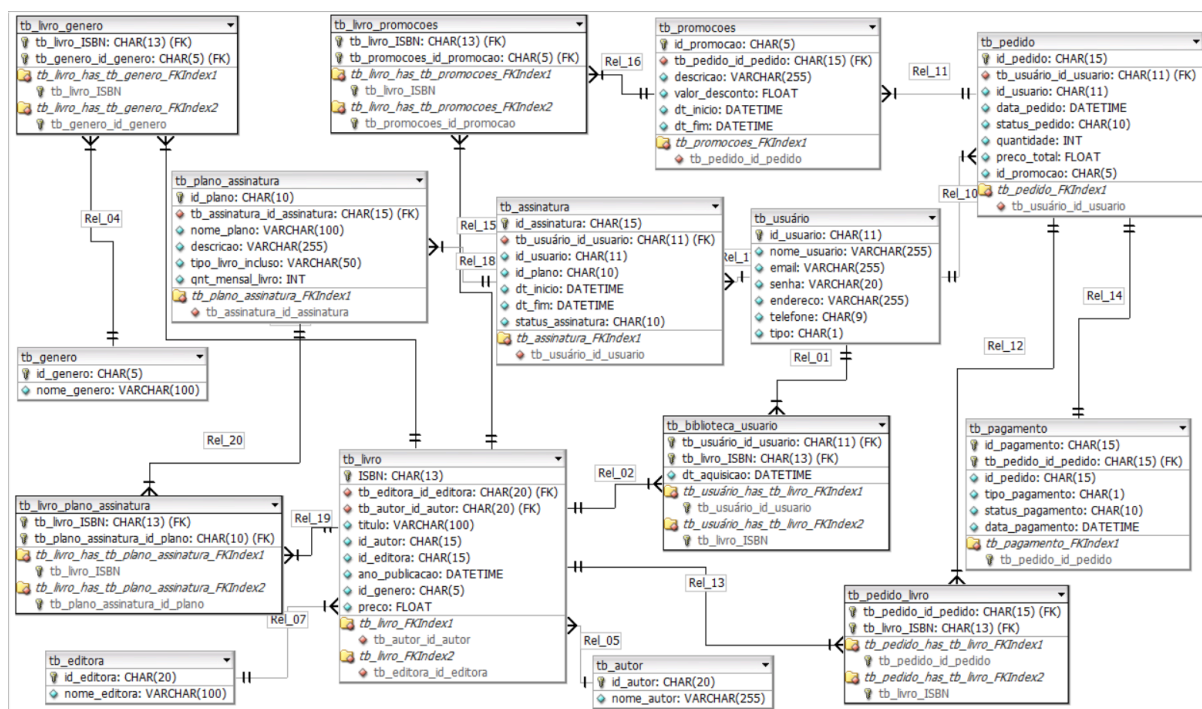 tb_livro_genero
tb_livro_ISBN: CHAR(13) (FK)
tb_genero_id_genero: CHAR(5) (FK)
tb_livro_has_tb_genero_FKIndex1
tb_livro_ISBN
tb_livro_has_tb_genero_FKIndex2
tb_genero_id_genero
tb_livro_promocoes
tb_livro_ISBN: CHAR(13) (FK)
tb_promocoes_id_promocao: CHAR(5) (FK)
tb_livro_has_tb_promocoes_FKIndex1
tb_livro_ISBN
tb_livro_has_tb_promocoes_FKIndex2
tb_promocoes_id_promocao
Rel_16
tb_promocoes
id_promocao: CHAR(5)
tb_pedido_id_pedido: CHAR(15) (FK)
descricao: VARCHAR(255)
valor_desconto: FLOAT
dt_inicio: DATETIME
dt_fim: DATETIME
tb_promocoes_FKIndex1
tb_pedido_id_pedido
Rel_11
tb_pedido
id_pedido: CHAR(15)
tb_usuário_id_usuario: CHAR(11) (FK)
id_usuario: CHAR(11)
data_pedido: DATETIME
status_pedido: CHAR(10)
quantidade: INT
preco_total: FLOAT
id_promocao: CHAR(5)
tb_pedido_FKIndex1
tb_usuário_id_usuario
Rel_04
tb_plano_assinatura
id_plano: CHAR(10)
tb_assinatura_id_assinatura: CHAR(15) (FK)
nome_plano: VARCHAR(100)
descricao: VARCHAR(255)
tipo_livro_incluso: VARCHAR(50)
qnt_mensal_livro: INT
tb_plano_assinatura_FKIndex1
tb_assinatura_id_assinatura
Rel_15
Rel_18
tb_assinatura
id_assinatura: CHAR(15)
tb_usuário_id_usuario: CHAR(11) (FK)
id_usuario: CHAR(11)
id_plano: CHAR(10)
dt_inicio: DATETIME
dt_fim: DATETIME
status_assinatura: CHAR(10)
tb_assinatura_FKIndex1
tb_usuário_id_usuario
tb_usuário
id_usuario: CHAR(11)
nome_usuario: VARCHAR(255)
email: VARCHAR(255)
senha: VARCHAR(20)
endereco: VARCHAR(255)
telefone: CHAR(9)
tipo: CHAR(1)
Rel_10
Rel_14
Rel_12
Rel_01
tb_genero
id_genero: CHAR(5)
nome_genero: VARCHAR(100)
Rel_20
tb_livro
ISBN: CHAR(13)
tb_editora_id_editora: CHAR(20) (FK)
tb_autor_id_autor: CHAR(20) (FK)
titulo: VARCHAR(100)
id_autor: CHAR(15)
id_editora: CHAR(15)
ano_publicacao: DATETIME
id_genero: CHAR(5)
preco: FLOAT
tb_livro_FKIndex1
tb_autor_id_autor
tb_livro_FKIndex2
tb_editora_id_editora
Rel_02
tb_biblioteca_usuario
tb_usuário_id_usuario: CHAR(11) (FK)
tb_livro_ISBN: CHAR(13) (FK)
dt_aquisicao: DATETIME
tb_usuário_has_tb_livro_FKIndex1
tb_usuário_id_usuario
tb_usuário_has_tb_livro_FKIndex2
tb_livro_ISBN
tb_pagamento
id_pagamento: CHAR(15)
tb_pedido_id_pedido: CHAR(15) (FK)
id_pedido: CHAR(15)
tipo_pagamento: CHAR(1)
status_pagamento: CHAR(10)
data_pagamento: DATETIME
tb_pagamento_FKIndex1
tb_pedido_id_pedido
tb_livro_plano_assinatura
tb_livro_ISBN: CHAR(13) (FK)
tb_plano_assinatura_id_plano: CHAR(10) (FK)
tb_livro_has_tb_plano_assinatura_FKIndex1
tb_livro_ISBN
tb_livro_has_tb_plano_assinatura_FKIndex2
tb_plano_assinatura_id_plano
Rel_19
Rel_07
Rel_13
Rel_05
tb_editora
id_editora: CHAR(20)
nome_editora: VARCHAR(100)
tb_autor
id_autor: CHAR(20)
nome_autor: VARCHAR(255)
tb_pedido_livro
tb_pedido_id_pedido: CHAR(15) (FK)
tb_livro_ISBN: CHAR(13) (FK)
tb_pedido_has_tb_livro_FKIndex1
tb_pedido_id_pedido
tb_pedido_has_tb_livro_FKIndex2
tb_livro_ISBN